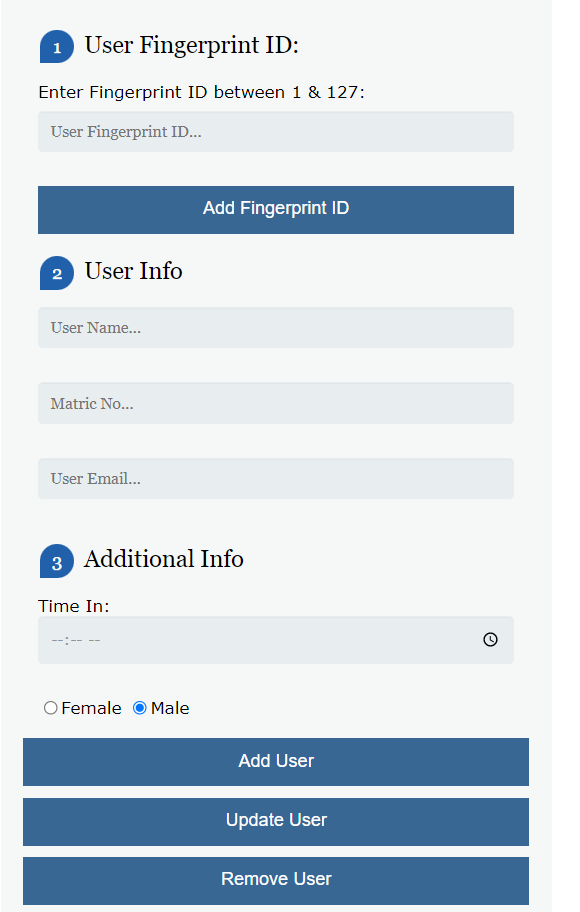 1 User Fingerprint ID:
Enter Fingerprint ID between 1 & 127:
User Fingerprint ID...
Add Fingerprint ID
2 User Info
User Name...
Matric No...
User Email...
3 Additional Info
Time In:
--:-- --
Female Male
Add User
Update User
Remove User